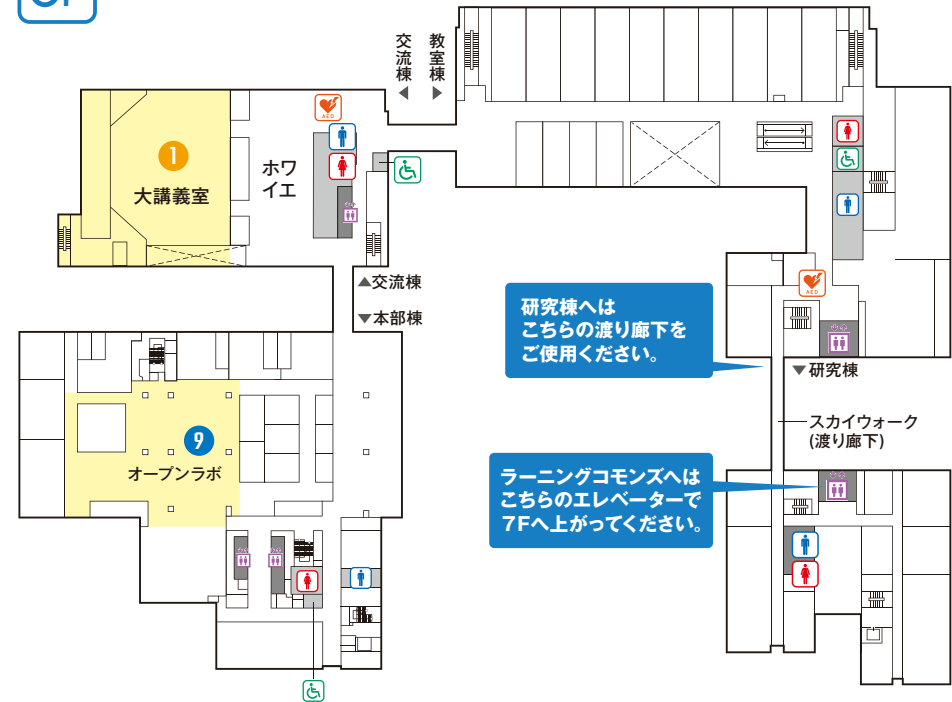 交流棟
教室棟
AED
1
大講義室
ホワ
イエ
▲交流棟
▼本部棟
研究棟へは
こちらの渡り廊下を
ご使用ください。
AED
▼研究棟
スカイウォーク
(渡り廊下)
9
オープンラボ
ラーニングコモンズへは
こちらのエレベーターで
7Fへ上がってください。